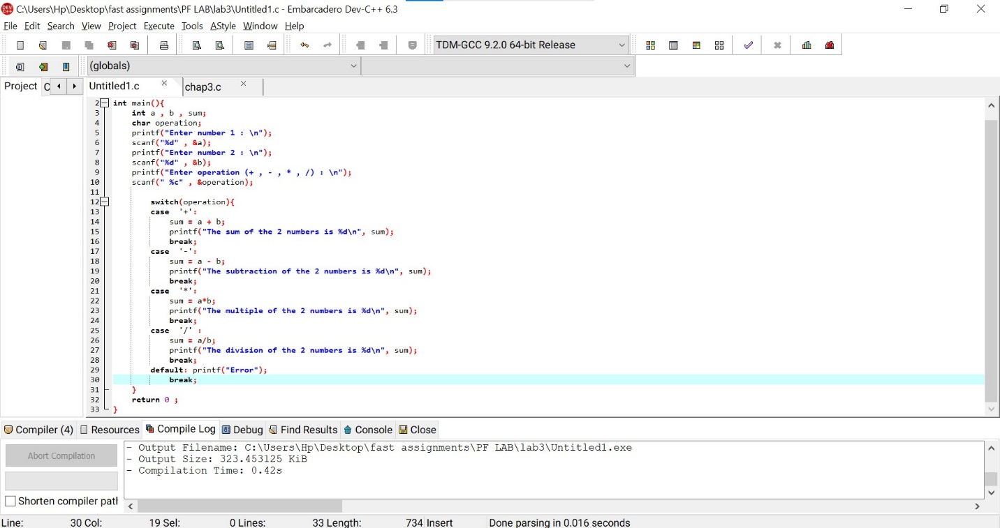 C:\Users\Hp\Desktop\fast assignments\PF LAB\lab3\Untitled1.c - Embarcadero Dev-C++ 6.3
File Edit Search View Project Execute Tools AStyle Window Help
TDM-GCC 9.2.0 64-bit Release
(globals)
Project C Untitled1.c chap3.c
2 int main(){
3 int a , b , sum;
4 char operation;
5 printf("Enter number 1 : \n");
6 scanf("%d" , &a);
7 printf("Enter number 2 : \n");
8 scanf("%d" , &b);
9 printf("Enter operation (+ , - , * , /) : \n");
10 scanf(" %c" , &operation);
11
12 switch(operation){
13 case '+':
14 sum = a + b;
15 printf("The sum of the 2 numbers is %d\n", sum);
16 break;
17 case '-':
18 sum = a - b;
19 printf("The subtraction of the 2 numbers is %d\n", sum);
20 break;
21 case '*':
22 sum = a*b;
23 printf("The multiple of the 2 numbers is %d\n", sum);
24 break;
25 case '/' :
26 sum = a/b;
27 printf("The division of the 2 numbers is %d\n", sum);
28 break;
29 default: printf("Error");
30 break;
31 }
32 return 0 ;
33 }
Compiler (4) Resources Compile Log Debug Find Results Console Close
Abort Compilation
- Output Filename: C:\Users\Hp\Desktop\fast assignments\PF LAB\lab3\Untitled1.exe
- Output Size: 323.453125 KiB
- Compilation Time: 0.42s
Shorten compiler path
Line: 30 Col: 19 Sel: 0 Lines: 33 Length: 734 Insert Done parsing in 0.016 seconds